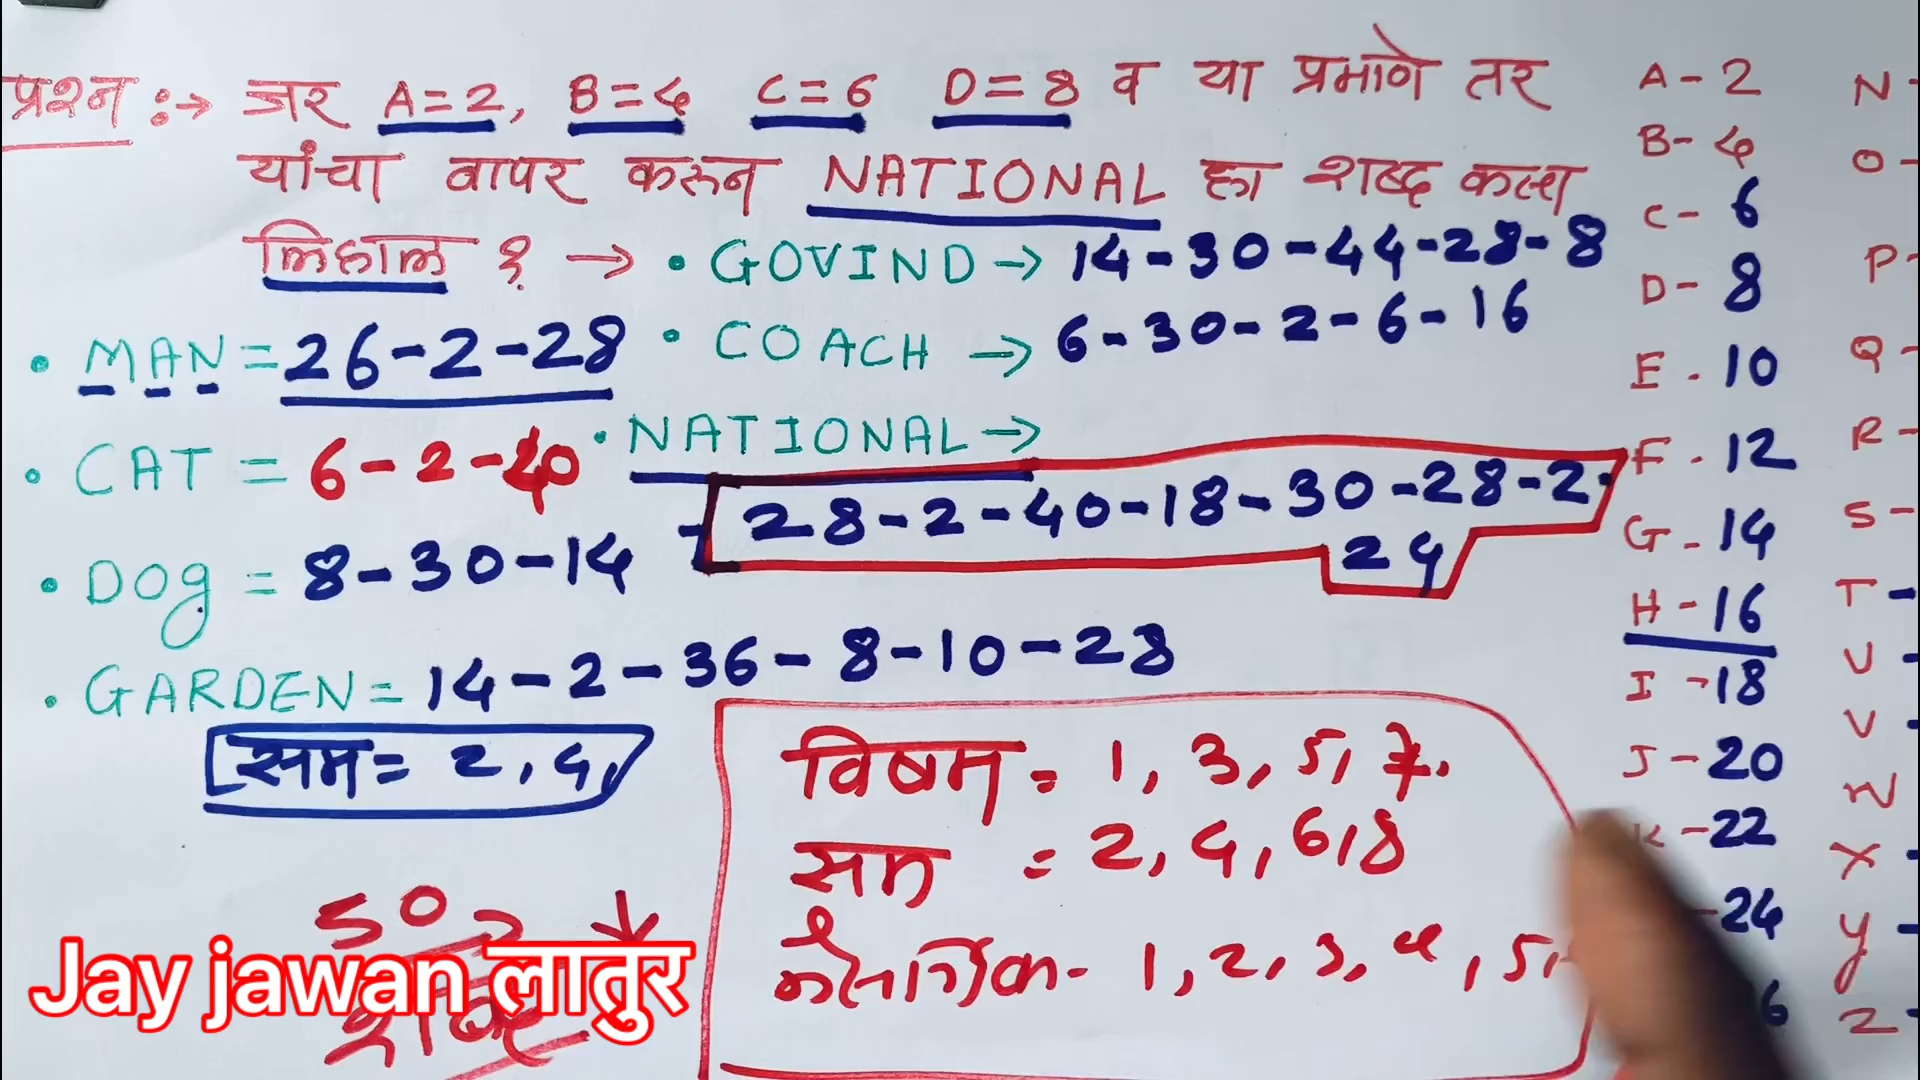 प्रश्न :→ जर A=2, B=4 C=6 D=8 व या प्रमाणे तर
यांचा वापर करून NATIONAL हा शब्द कसा
लिहाल ? → • GOVIND → 14-30-44-28-8
• MAN = 26-2-28
• COACH → 6-30-2-6-16
• CAT = 6-2-40
• NATIONAL →
28-2-40-18-30-28-2-
24
• DOg = 8-30-14
• GARDEN = 14-2-36-8-10-28
सम = 2, 4,
विषम = 1, 3, 5, 7.
सम = 2, 4, 6, 8
नैसर्गिक - 1, 2, 3, 4, 5,
50
शब्द
Jay jawan लातुर
A - 2
B - 4
C - 6
D - 8
E - 10
F - 12
G - 14
H - 16
I - 18
J - 20
K - 22
- 24
6
N -
O -
P -
Q -
R -
S -
T -
U -
V -
W
X -
y -
Z -